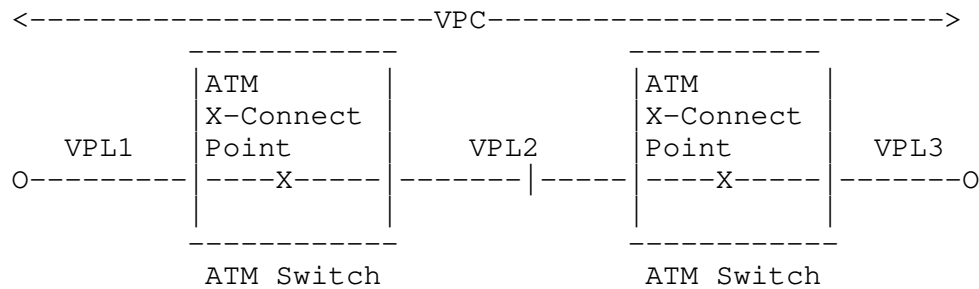 <-----------------------VPC-------------------------->
------------ -----------
|ATM | |ATM |
|X-Connect |X-Connect
VPL1 |Point | VPL2 |Point | VPL3
O---------|----X-----|-------|-----|----X-----|-------O
| | | |
------------ ------------
ATM Switch ATM Switch